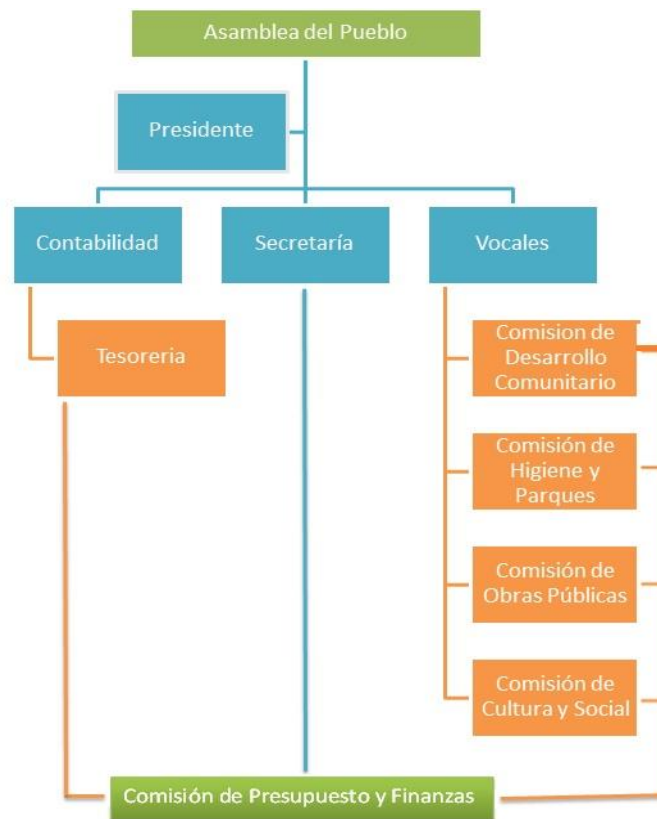 Asamblea del Pueblo
Presidente
Contabilidad
Secretaría
Vocales
Tesoreria
Comision de
Desarrollo
Comunitario
Comisión de
Higiene y
Parques
Comisión de
Obras Públicas
Comisión de
Cultura y Social
Comisión de Presupuesto y Finanzas